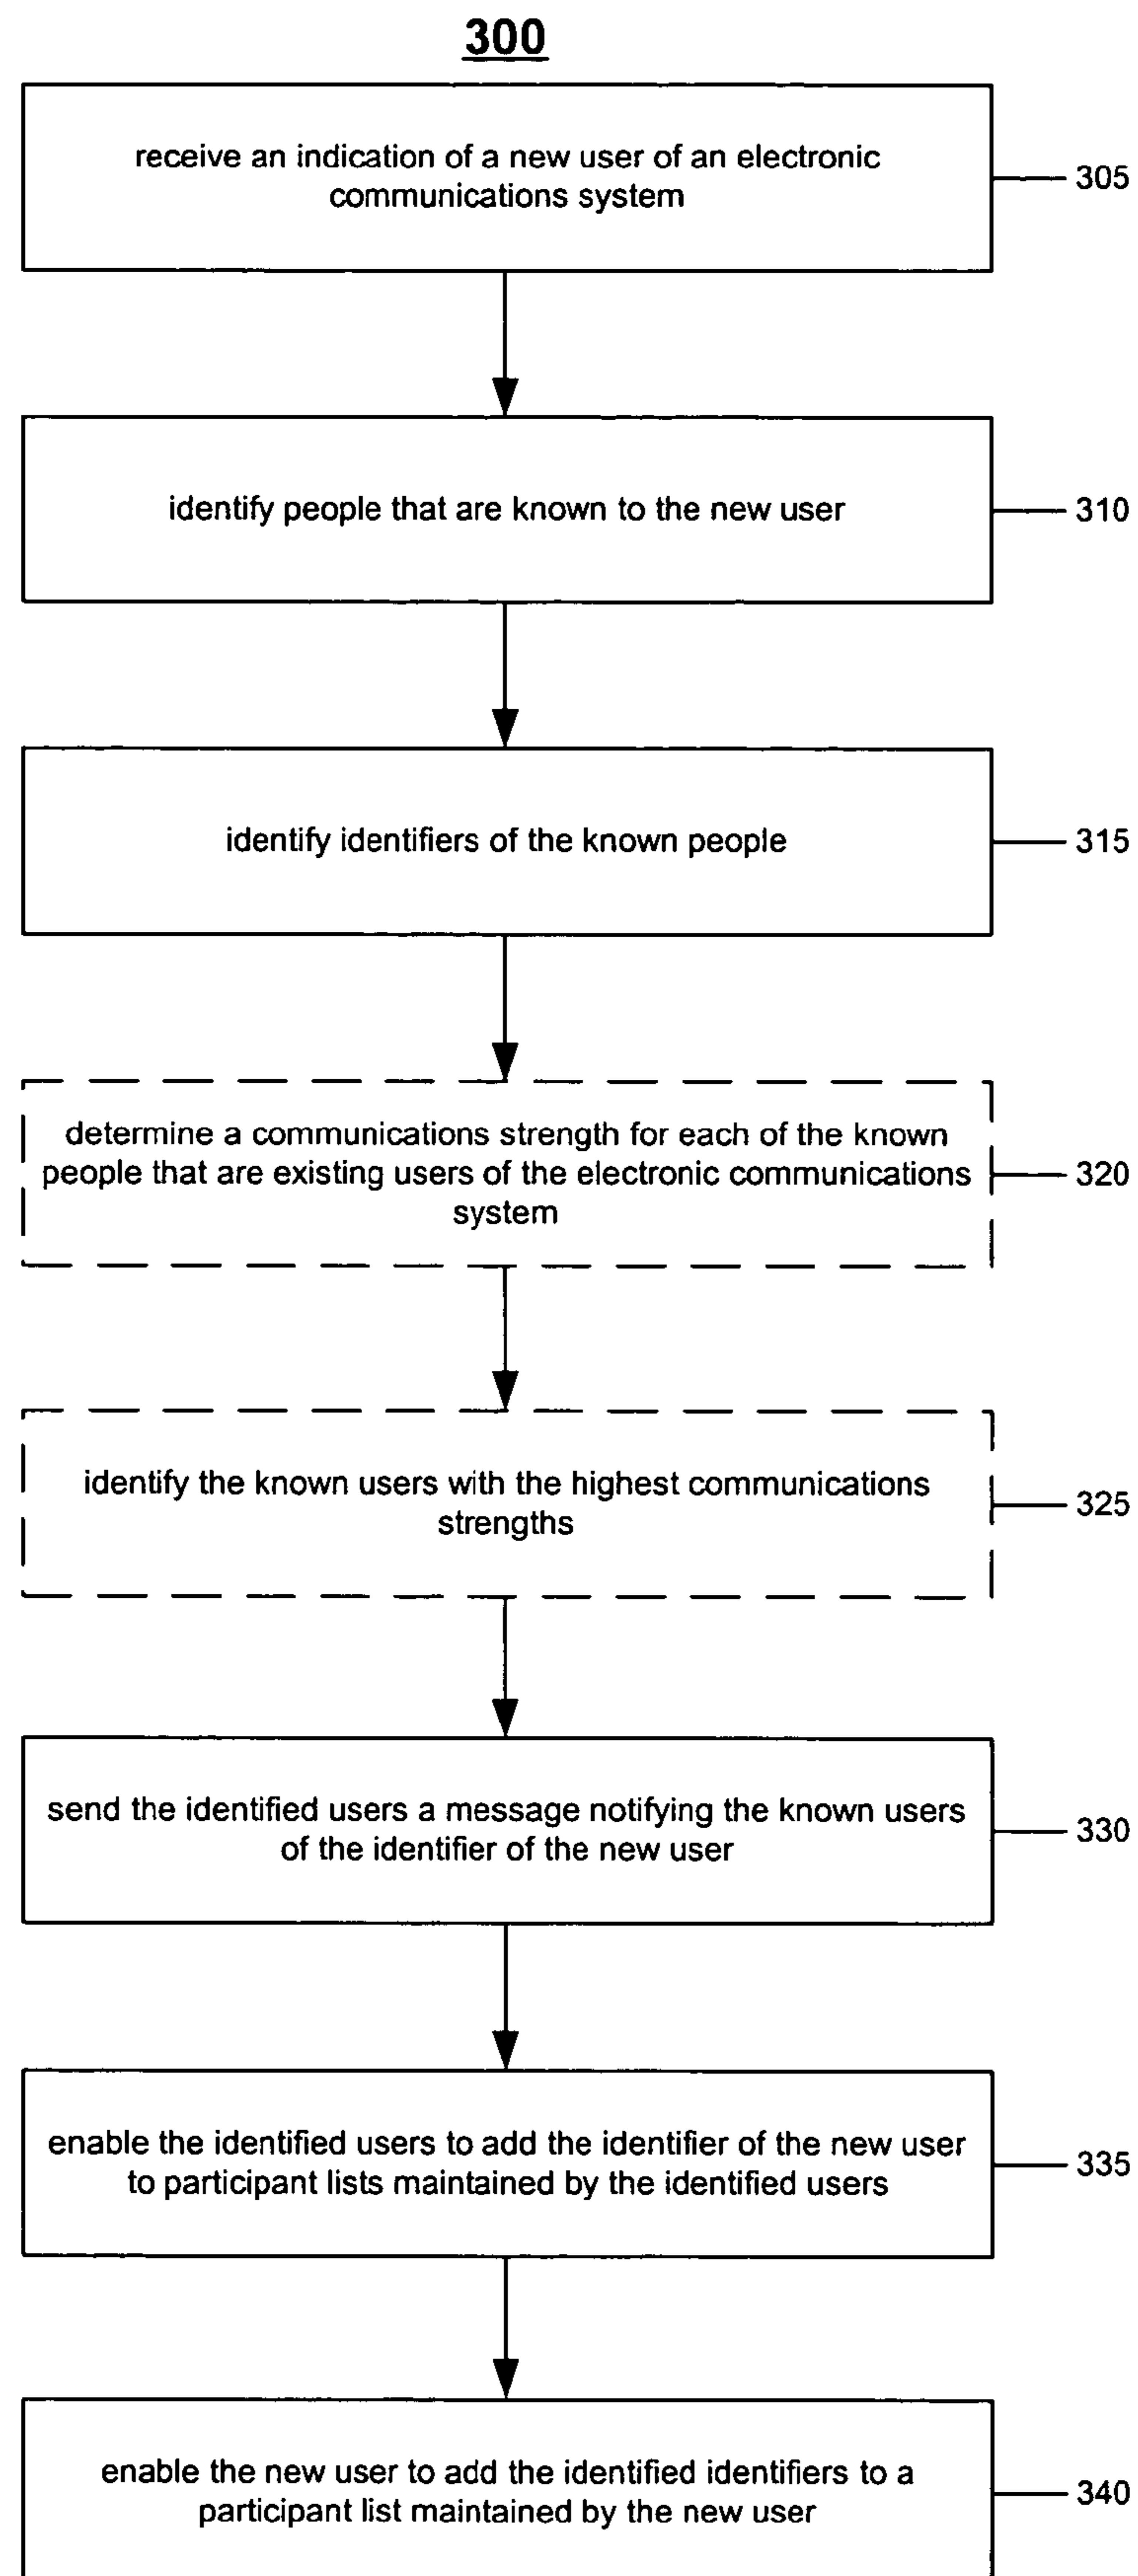 300
receive an indication of a new user of an electronic
communications system
305
identify people that are known to the new user
310
identify identifiers of the known people
315
determine a communications strength for each of the known
people that are existing users of the electronic communications
system
320
identify the known users with the highest communications
strengths
325
send the identified users a message notifying the known users
of the identifier of the new user
330
enable the identified users to add the identifier of the new user
to participant lists maintained by the identified users
335
enable the new user to add the identified identifiers to a
participant list maintained by the new user
340